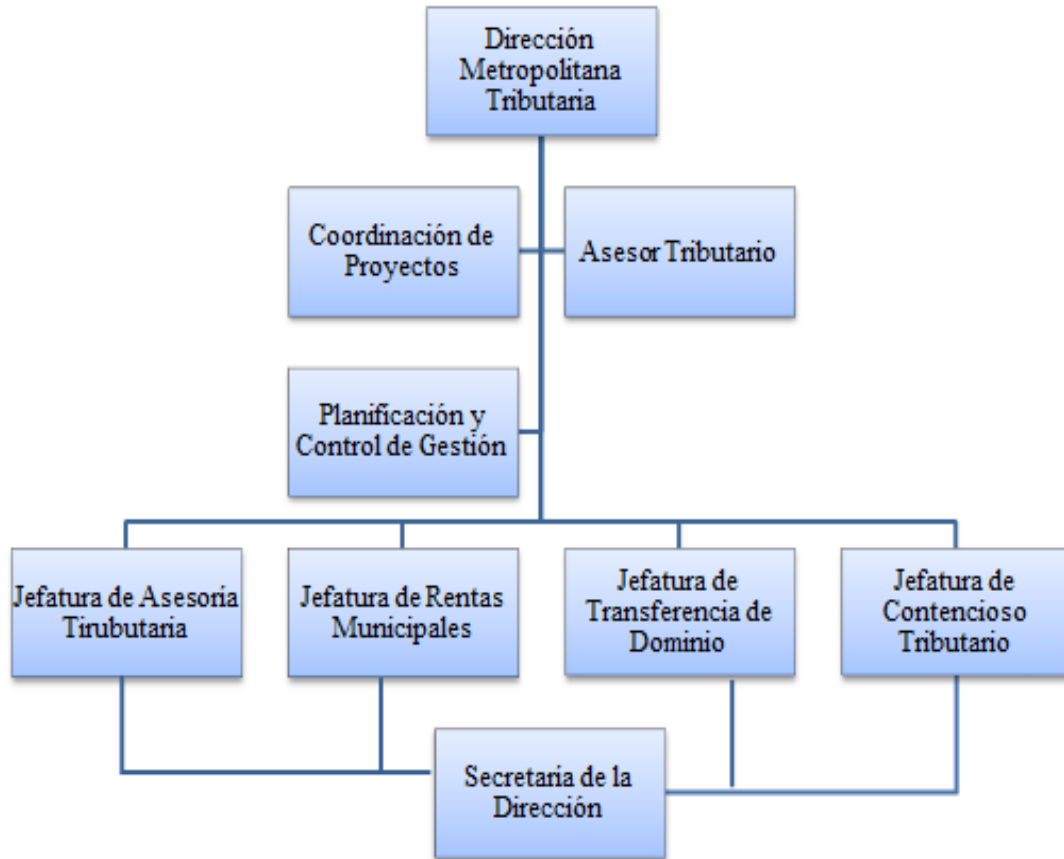 Dirección
Metropolitana
Tributaria
Coordinación de
Proyectos
Asesor Tributario
Planificación y
Control de Gestión
Jefatura de Asesoria
Tirubutaria
Jefatura de Rentas
Municipales
Jefatura de
Transferencia de
Dominio
Jefatura de
Contencioso
Tributario
Secretaría de la
Dirección